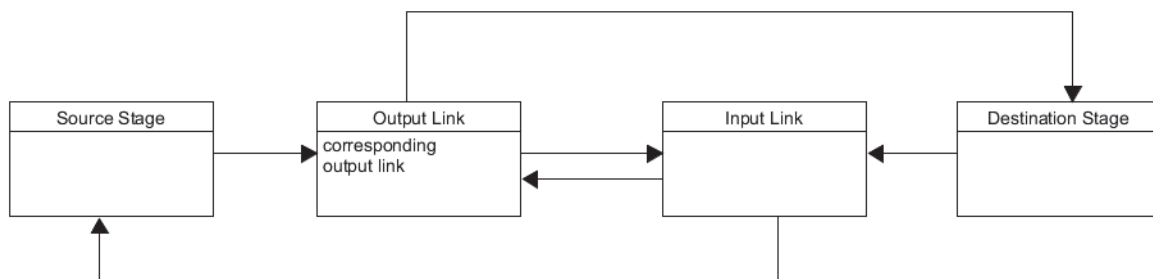 Source Stage
Output Link
corresponding
output link
Input Link
Destination Stage